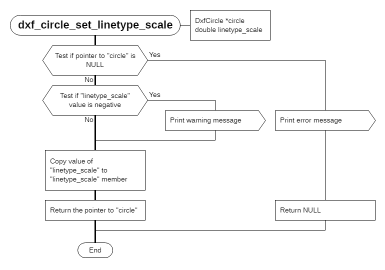 dxf_circle_set_linetype_scale
DxfCircle *circle
double linetype_scale
Test if pointer to "circle" is
NULL
Yes
No
Test if "linetype_scale"
value is negative
Yes
No
Print warning message
Print error message
Copy value of
"linetype_scale" to
"linetype_scale" member
Return the pointer to "circle"
Return NULL
End